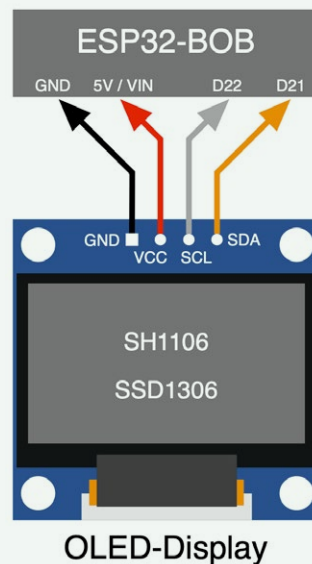 ESP32-BOB
GND 5V / VIN D22 D21
GND SDA
VCC SCL
SH1106
SSD1306
OLED-Display